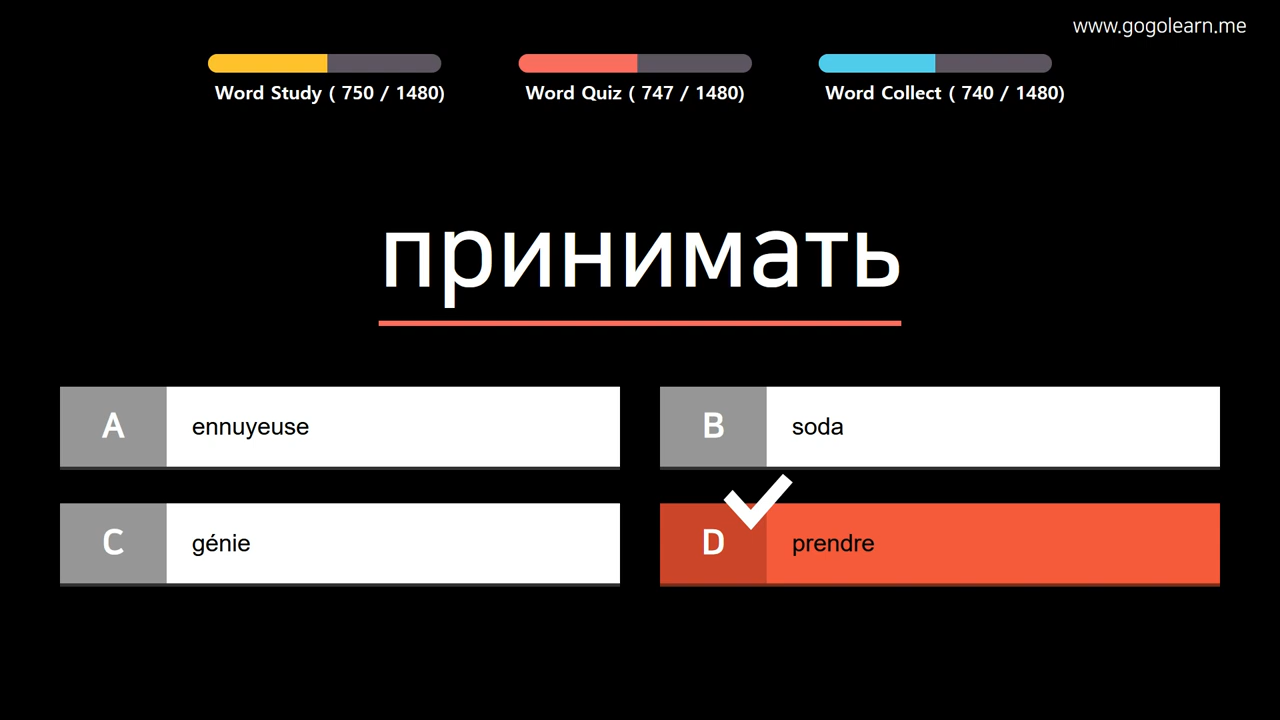 www.gogolearn.me
Word Study ( 750 / 1480)
Word Quiz ( 747 / 1480)
Word Collect ( 740 / 1480)
принимать
A ennuyeuse
B soda
C génie
D prendre